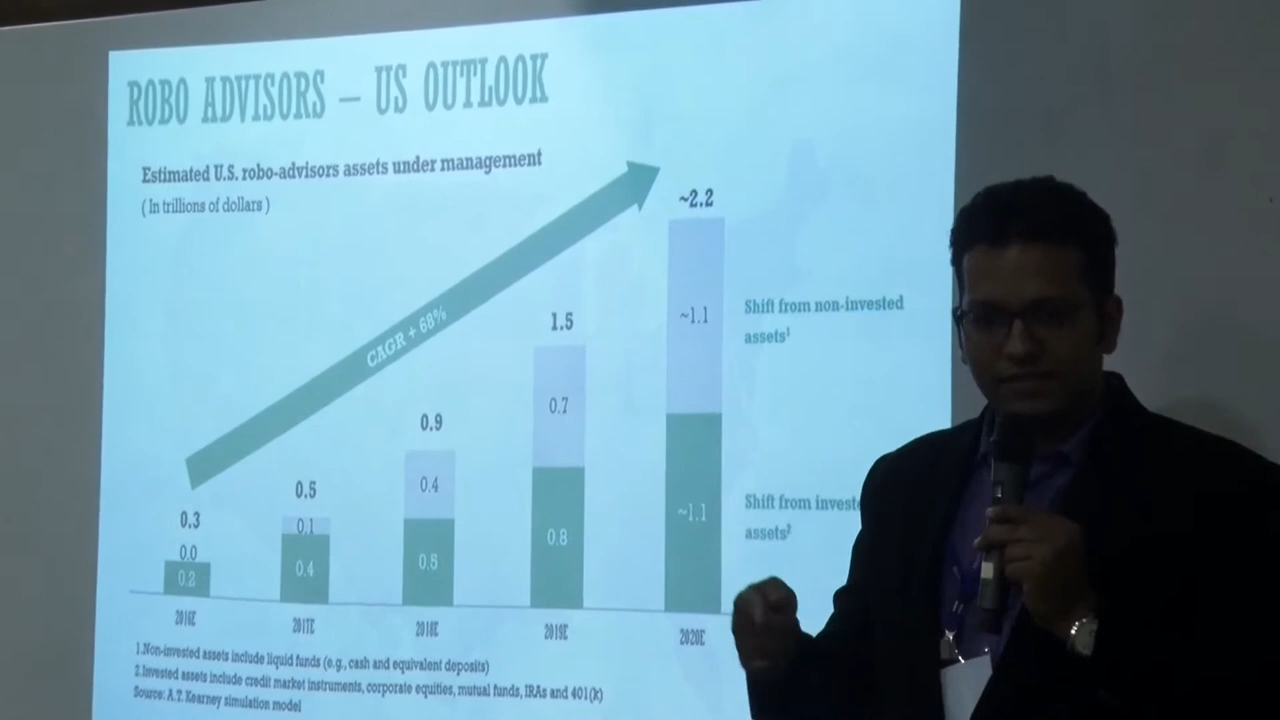 ROBO ADVISORS – US OUTLOOK
Estimated U.S. robo-advisors assets under management
( In trillions of dollars )
CAGR + 68%
0.3
0.0
0.2
0.5
0.1
0.4
0.9
0.4
0.5
1.5
0.7
0.8
~2.2
~1.1
~1.1
Shift from non-invested
assets¹
Shift from
assets²
2016E
2017E
2018E
2019E
2020E
1.Non-invested assets include liquid funds (e.g., cash and equivalent deposits)
2.Invested assets include credit market instruments, corporate equities, mutual funds, IRAs and 401(k)
Source: A.T. Kearney simulation model